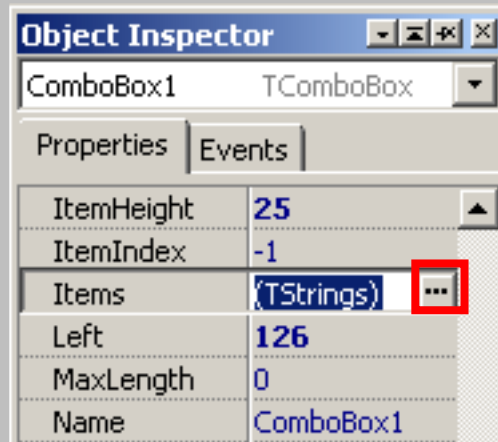 Object Inspector
ComboBox1 TComboBox
Properties Events
ItemHeight 25
ItemIndex -1
Items (TStrings) ...
Left 126
MaxLength 0
Name ComboBox1